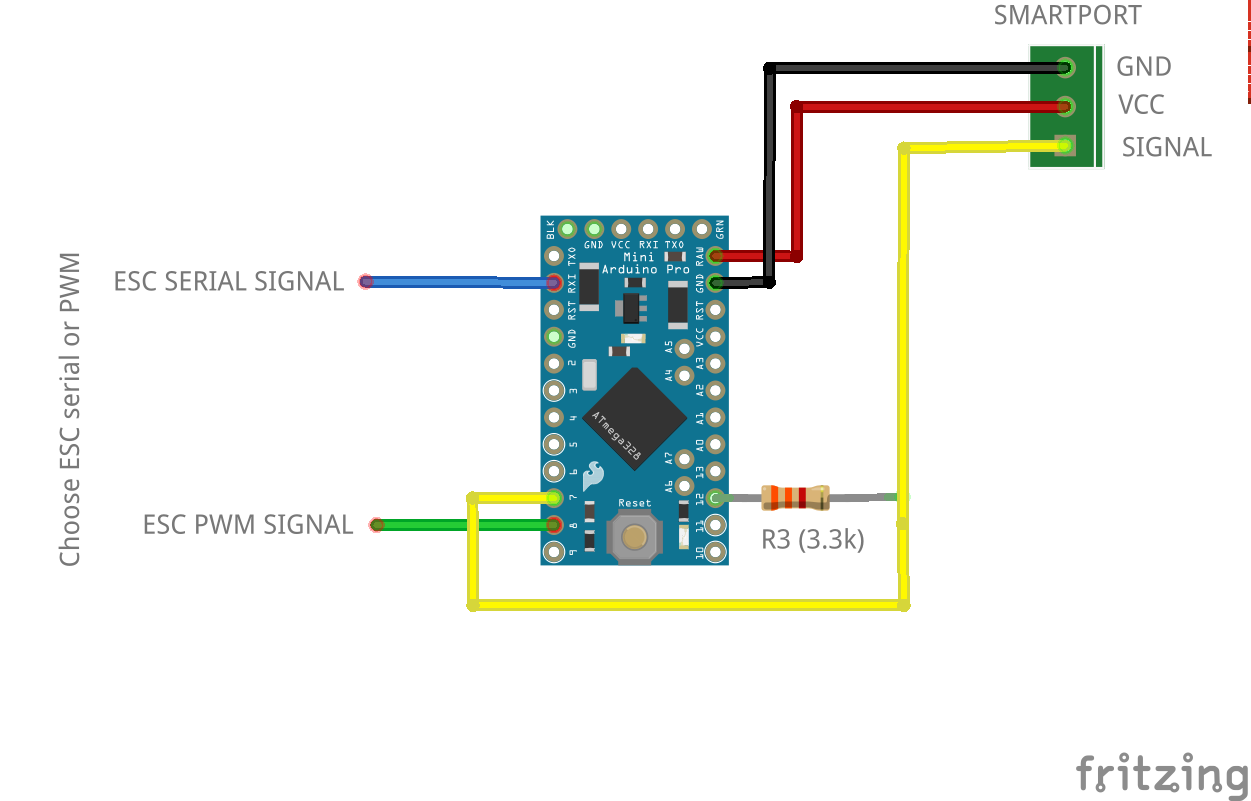 SMARTPORT
GND
VCC
SIGNAL
BLK
GND VCC RXI TXO
GRN
Mini
Arduino Pro
TXO
RXI
RST
GND
2
3
4
5
6
7
8
9
RAW
GND
RST
VCC
A3
A2
A1
A0
13
12
11
10
A5
A4
A7
A6
ATmega328
Reset
ESC SERIAL SIGNAL
Choose ESC serial or PWM
ESC PWM SIGNAL
R3 (3.3k)
fritzing